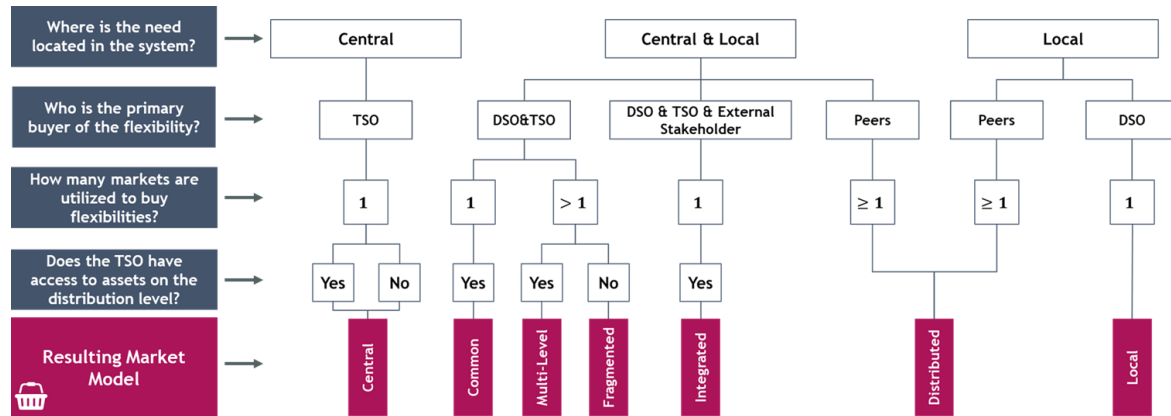 Where is the need
located in the system?
Central
Central & Local
Local
Who is the primary
buyer of the flexibility?
TSO
DSO&TSO
DSO & TSO & External
Stakeholder
Peers
Peers
DSO
How many markets are
utilized to buy
flexibilities?
1
1
> 1
1
≥ 1
≥ 1
1
Does the TSO have
access to assets on the
distribution level?
Yes
No
Yes
Yes
No
Yes
Resulting Market
Model
Central
Common
Multi-Level
Fragmented
Integrated
Distributed
Local